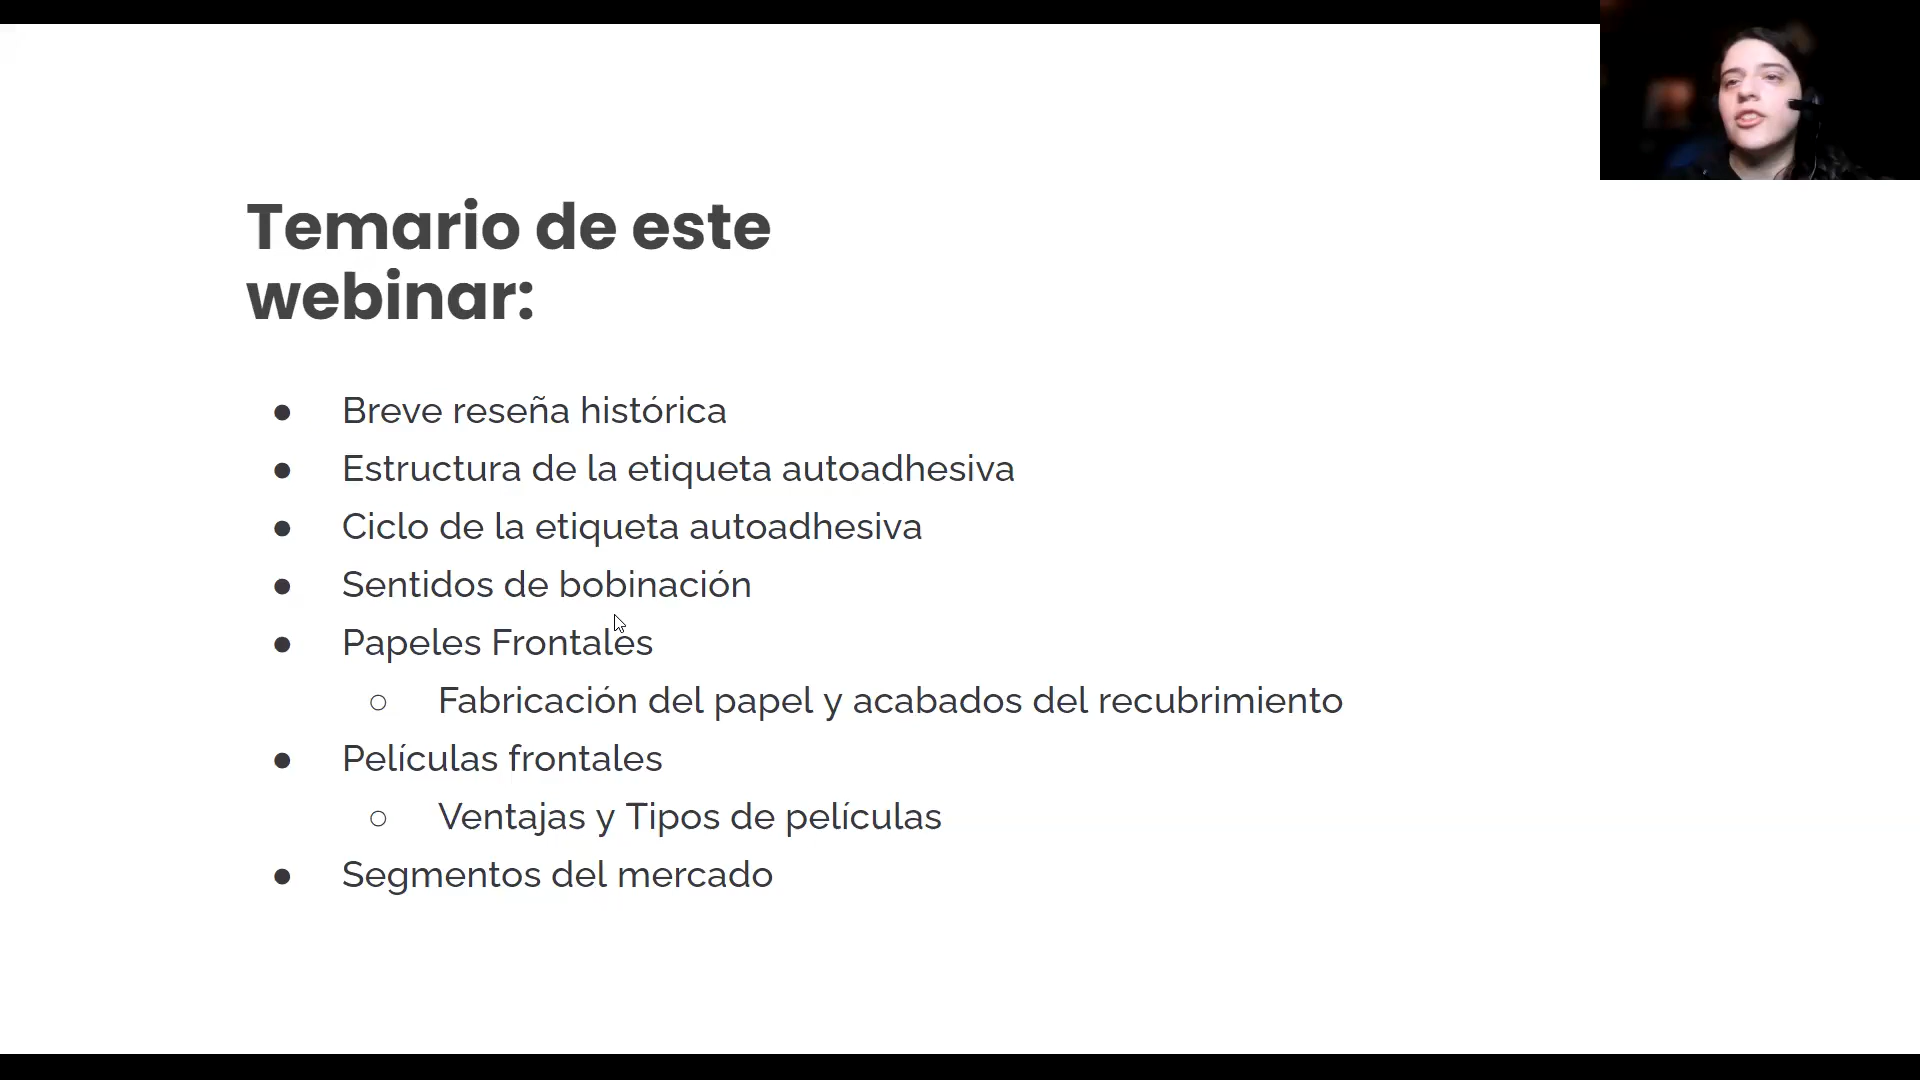 Temario de este
webinar:
● Breve reseña histórica
● Estructura de la etiqueta autoadhesiva
● Ciclo de la etiqueta autoadhesiva
● Sentidos de bobinación
● Papeles Frontales
○ Fabricación del papel y acabados del recubrimiento
● Películas frontales
○ Ventajas y Tipos de películas
● Segmentos del mercado